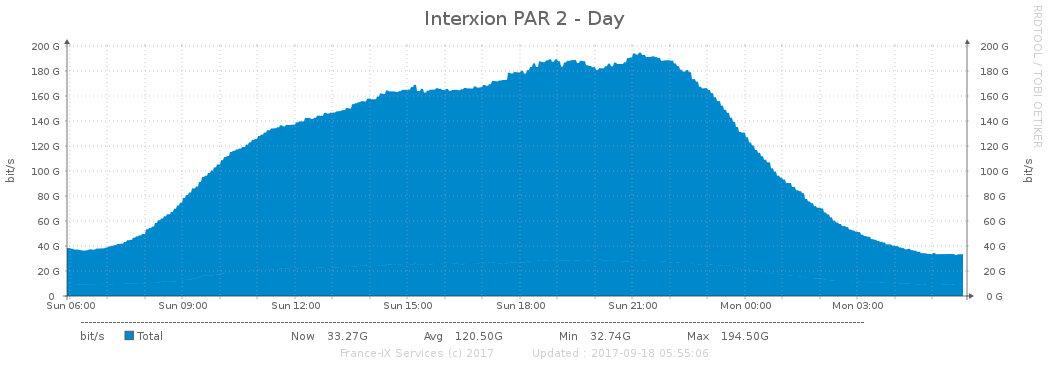 Interxion PAR 2 - Day
RRDTOOL / TOBI OETIKER
bit/s
bit/s
200 G 200 G
180 G 180 G
160 G 160 G
140 G 140 G
120 G 120 G
100 G 100 G
80 G 80 G
60 G 60 G
40 G 40 G
20 G 20 G
0 0 G
Sun 06:00 Sun 09:00 Sun 12:00 Sun 15:00 Sun 18:00 Sun 21:00 Mon 00:00 Mon 03:00
bit/s Total Now 33.27G Avg 120.50G Min 32.74G Max 194.50G
France-IX Services (c) 2017 Updated : 2017-09-18 05:55:06